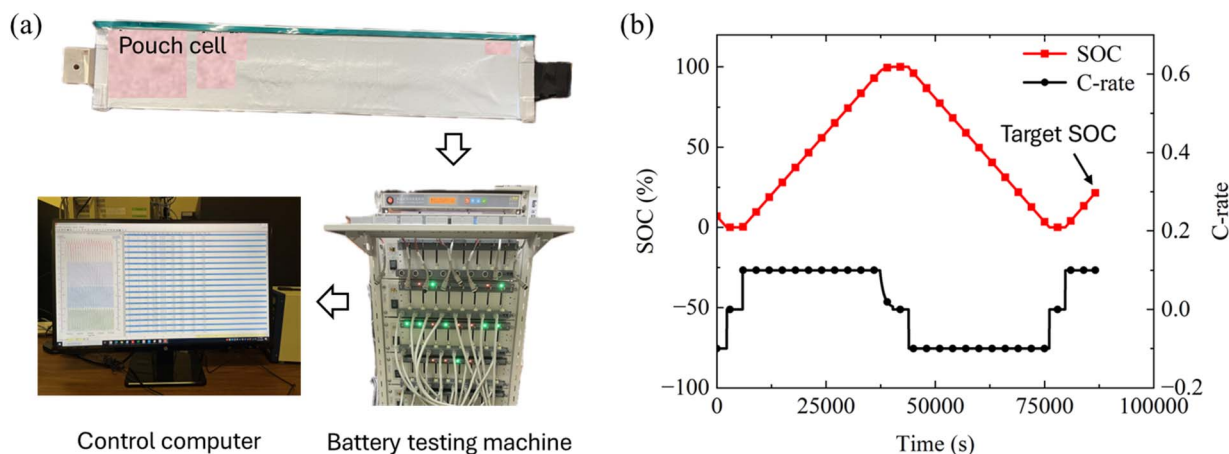 (a)
Pouch cell
Control computer
Battery testing machine
(b)
SOC
C-rate
Target SOC
100
50
0
−50
−100
SOC (%)
0.6
0.4
0.2
0.0
−0.2
C-rate
0
25000
50000
75000
100000
Time (s)